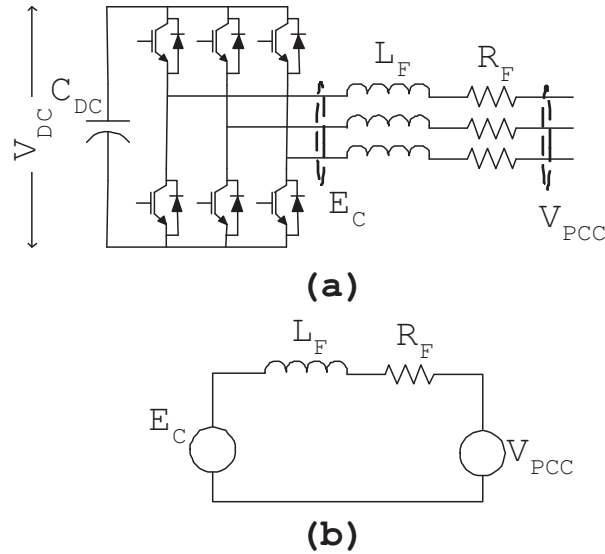 L_F
R_F
C_DC
V_DC
E_C
V_PCC
(a)
L_F
R_F
E_C
V_PCC
(b)